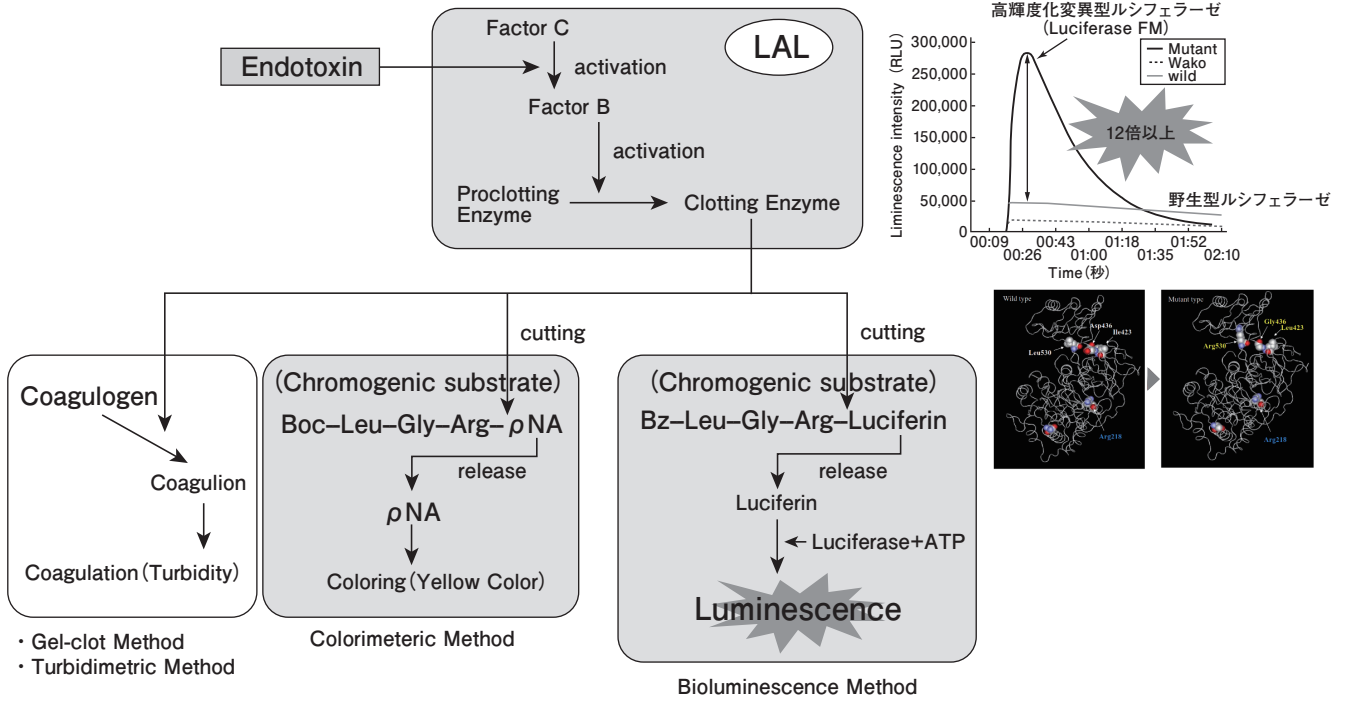 Factor C
LAL
Endotoxin
activation
Factor B
activation
Proclotting
Enzyme
Clotting Enzyme
cutting
cutting
Coagulogen
Coagulion
Coagulation(Turbidity)
・Gel-clot Method
・Turbidimetric Method
(Chromogenic substrate)
Boc–Leu–Gly–Arg–ρNA
release
ρNA
Coloring(Yellow Color)
Colorimeteric Method
(Chromogenic substrate)
Bz–Leu–Gly–Arg–Luciferin
release
Luciferin
Luciferase+ATP
Luminescence
Bioluminescence Method
高輝度化変異型ルシフェラーゼ
(Luciferase FM)
Liminescence intensity (RLU)
300,000
250,000
200,000
150,000
100,000
50,000
0
Mutant
Wako
wild
12倍以上
野生型ルシフェラーゼ
00:09 00:43 01:18 01:52
00:26 01:00 01:35 02:10
Time(秒)
Wild type
Asp436
Ile423
Leu530
Arg218
Mutant type
Gly436
Leu423
Arg530
Arg218